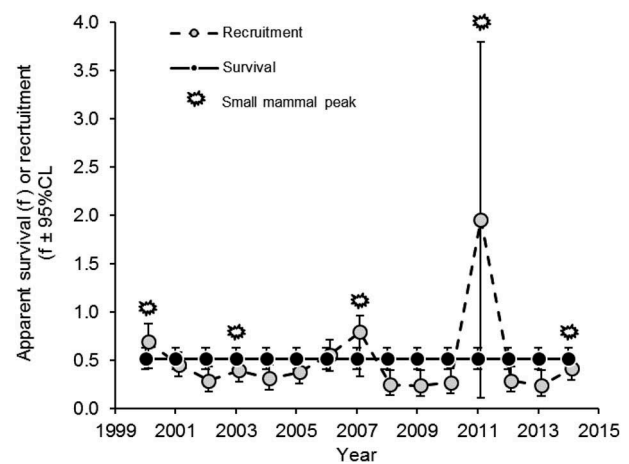 4.0
3.5
3.0
2.5
2.0
1.5
1.0
0.5
0.0
Apparent survival (f ) or recrtuitment
(f ± 95%CL
Recruitment
Survival
Small mammal peak
1999 2001 2003 2005 2007 2009 2011 2013 2015
Year